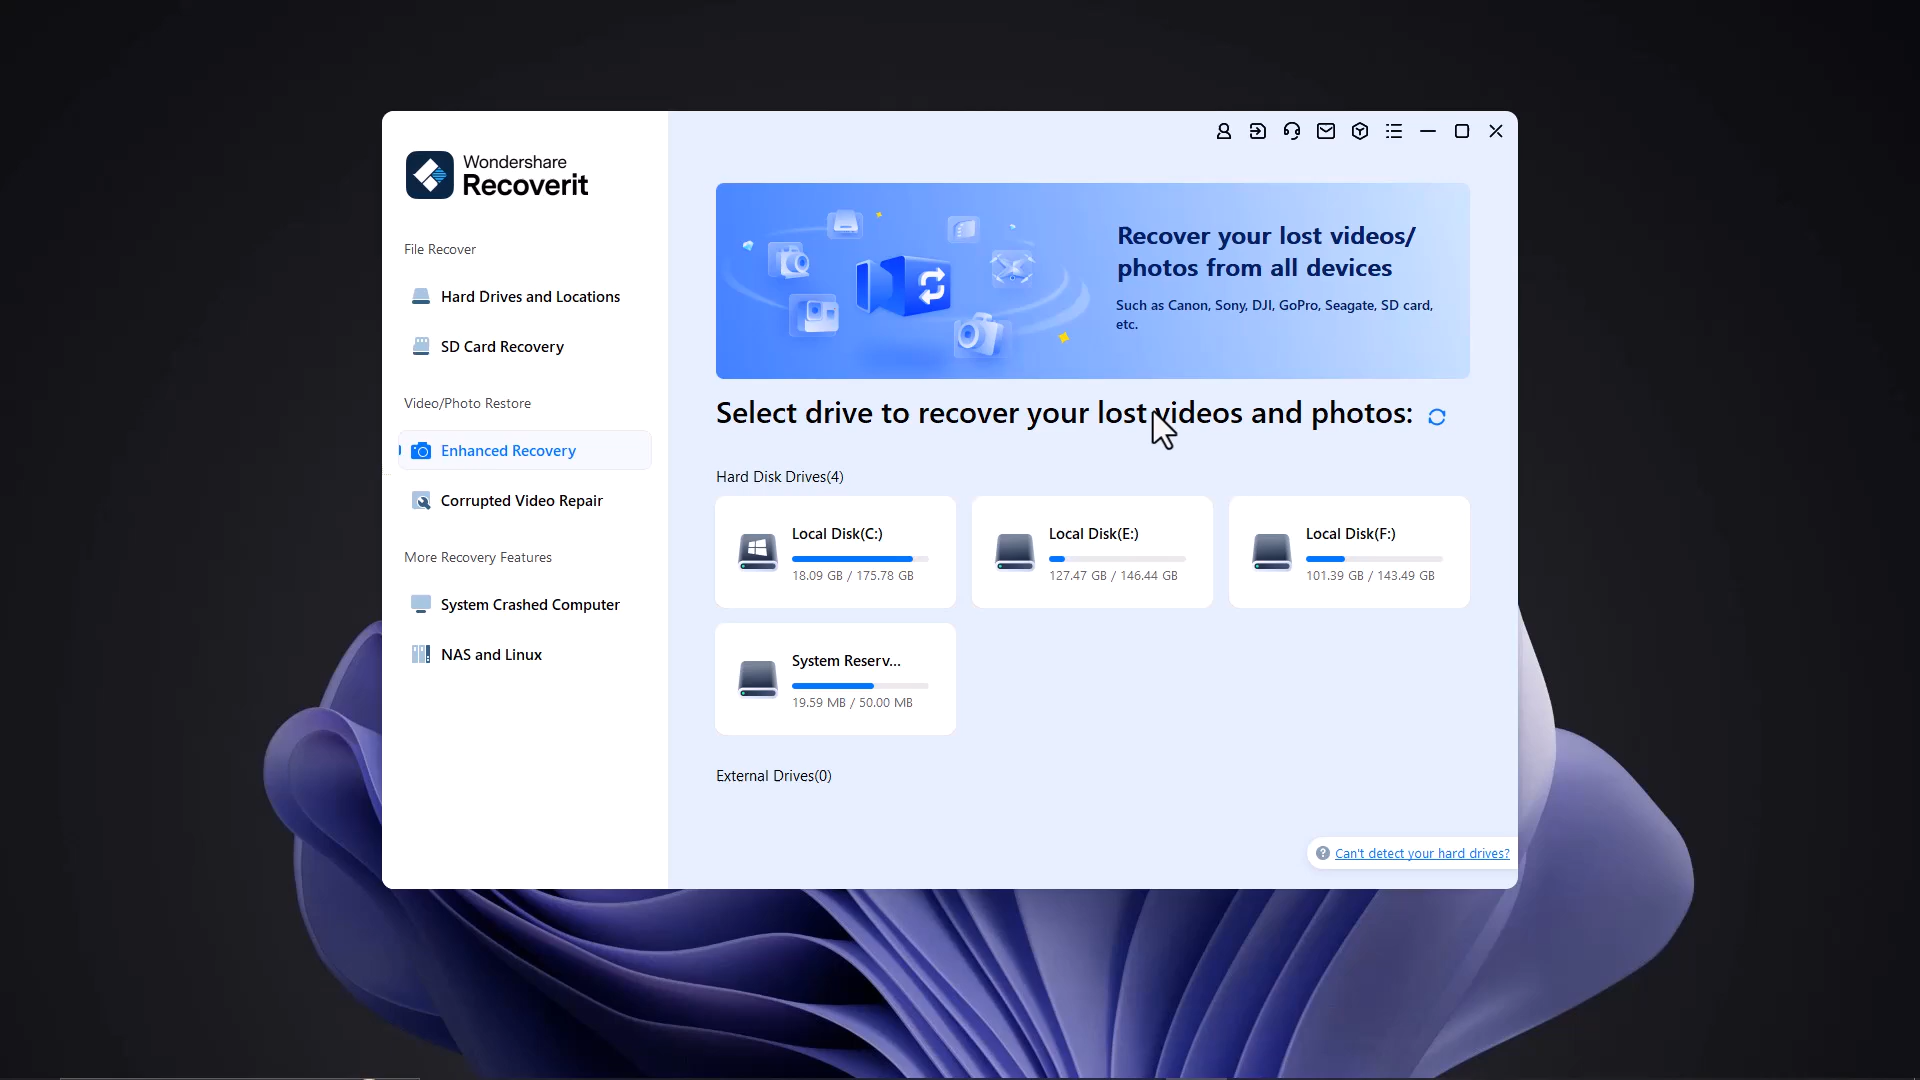 Wondershare
Recoverit
File Recover
Hard Drives and Locations
SD Card Recovery
Video/Photo Restore
Enhanced Recovery
Corrupted Video Repair
More Recovery Features
System Crashed Computer
NAS and Linux
Recover your lost videos/
photos from all devices
Such as Canon, Sony, DJI, GoPro, Seagate, SD card,
etc.
Select drive to recover your lost videos and photos:
Hard Disk Drives(4)
Local Disk(C:)
18.09 GB / 175.78 GB
Local Disk(E:)
127.47 GB / 146.44 GB
Local Disk(F:)
101.39 GB / 143.49 GB
System Reserv...
19.59 MB / 50.00 MB
External Drives(0)
Can't detect your hard drives?